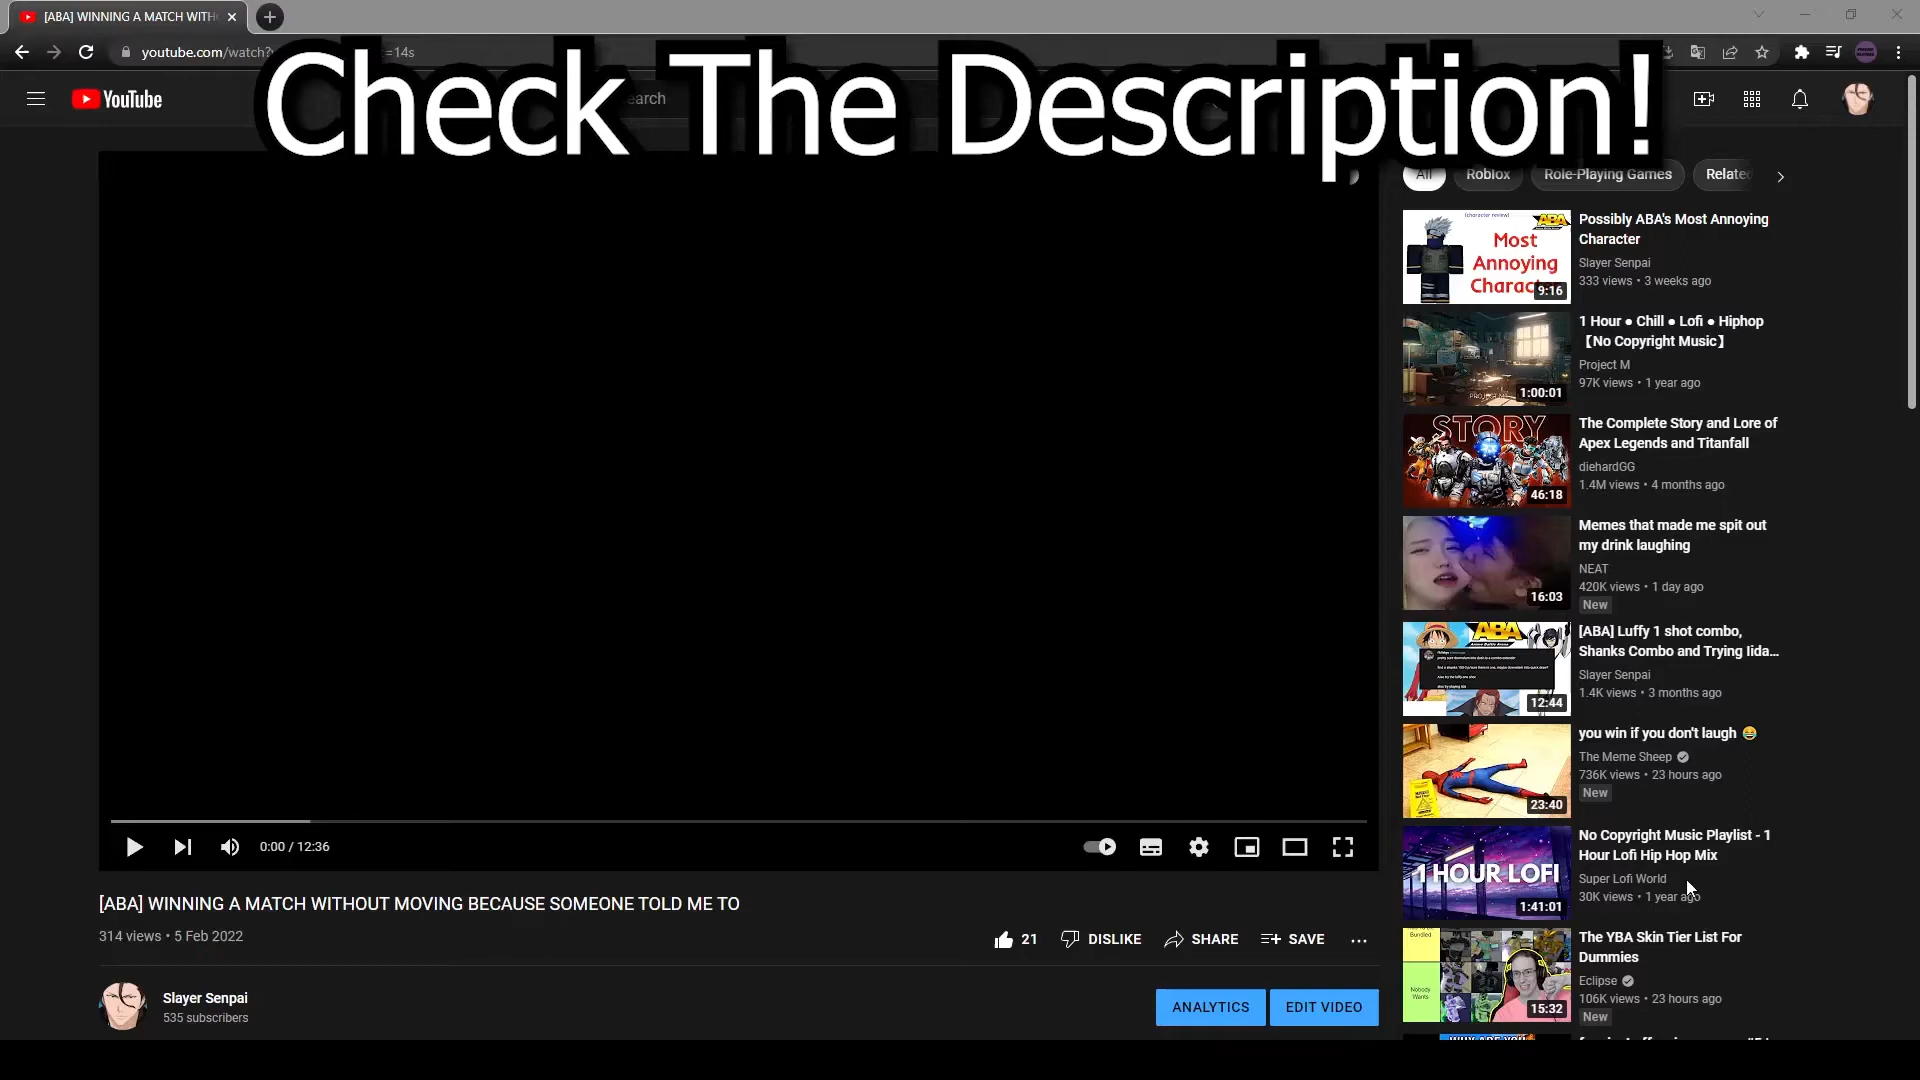 [ABA] WINNING A MATCH WITH
youtube.com/watch?
=14s
Check The Description!
YouTube
earch
All
Roblox
Role-Playing Games
Relate
(character review)
ABA
Most
Annoying
Charac
9:16
Possibly ABA's Most Annoying
Character
Slayer Senpai
333 views • 3 weeks ago
1:00:01
1 Hour ● Chill ● Lofi ● Hiphop
【No Copyright Music】
Project M
97K views • 1 year ago
STORY
46:18
The Complete Story and Lore of
Apex Legends and Titanfall
diehardGG
1.4M views • 4 months ago
16:03
Memes that made me spit out
my drink laughing
NEAT
420K views • 1 day ago
New
ABA
12:44
[ABA] Luffy 1 shot combo,
Shanks Combo and Trying Iida...
Slayer Senpai
1.4K views • 3 months ago
23:40
you win if you don't laugh 😂
The Meme Sheep
736K views • 23 hours ago
New
1 HOUR LOFI
1:41:01
No Copyright Music Playlist - 1
Hour Lofi Hip Hop Mix
Super Lofi World
30K views • 1 year ago
Bundled
Nobody
Wants
15:32
The YBA Skin Tier List For
Dummies
Eclipse
106K views • 23 hours ago
New
0:00 / 12:36
[ABA] WINNING A MATCH WITHOUT MOVING BECAUSE SOMEONE TOLD ME TO
314 views • 5 Feb 2022
21
DISLIKE
SHARE
SAVE
Slayer Senpai
535 subscribers
ANALYTICS
EDIT VIDEO